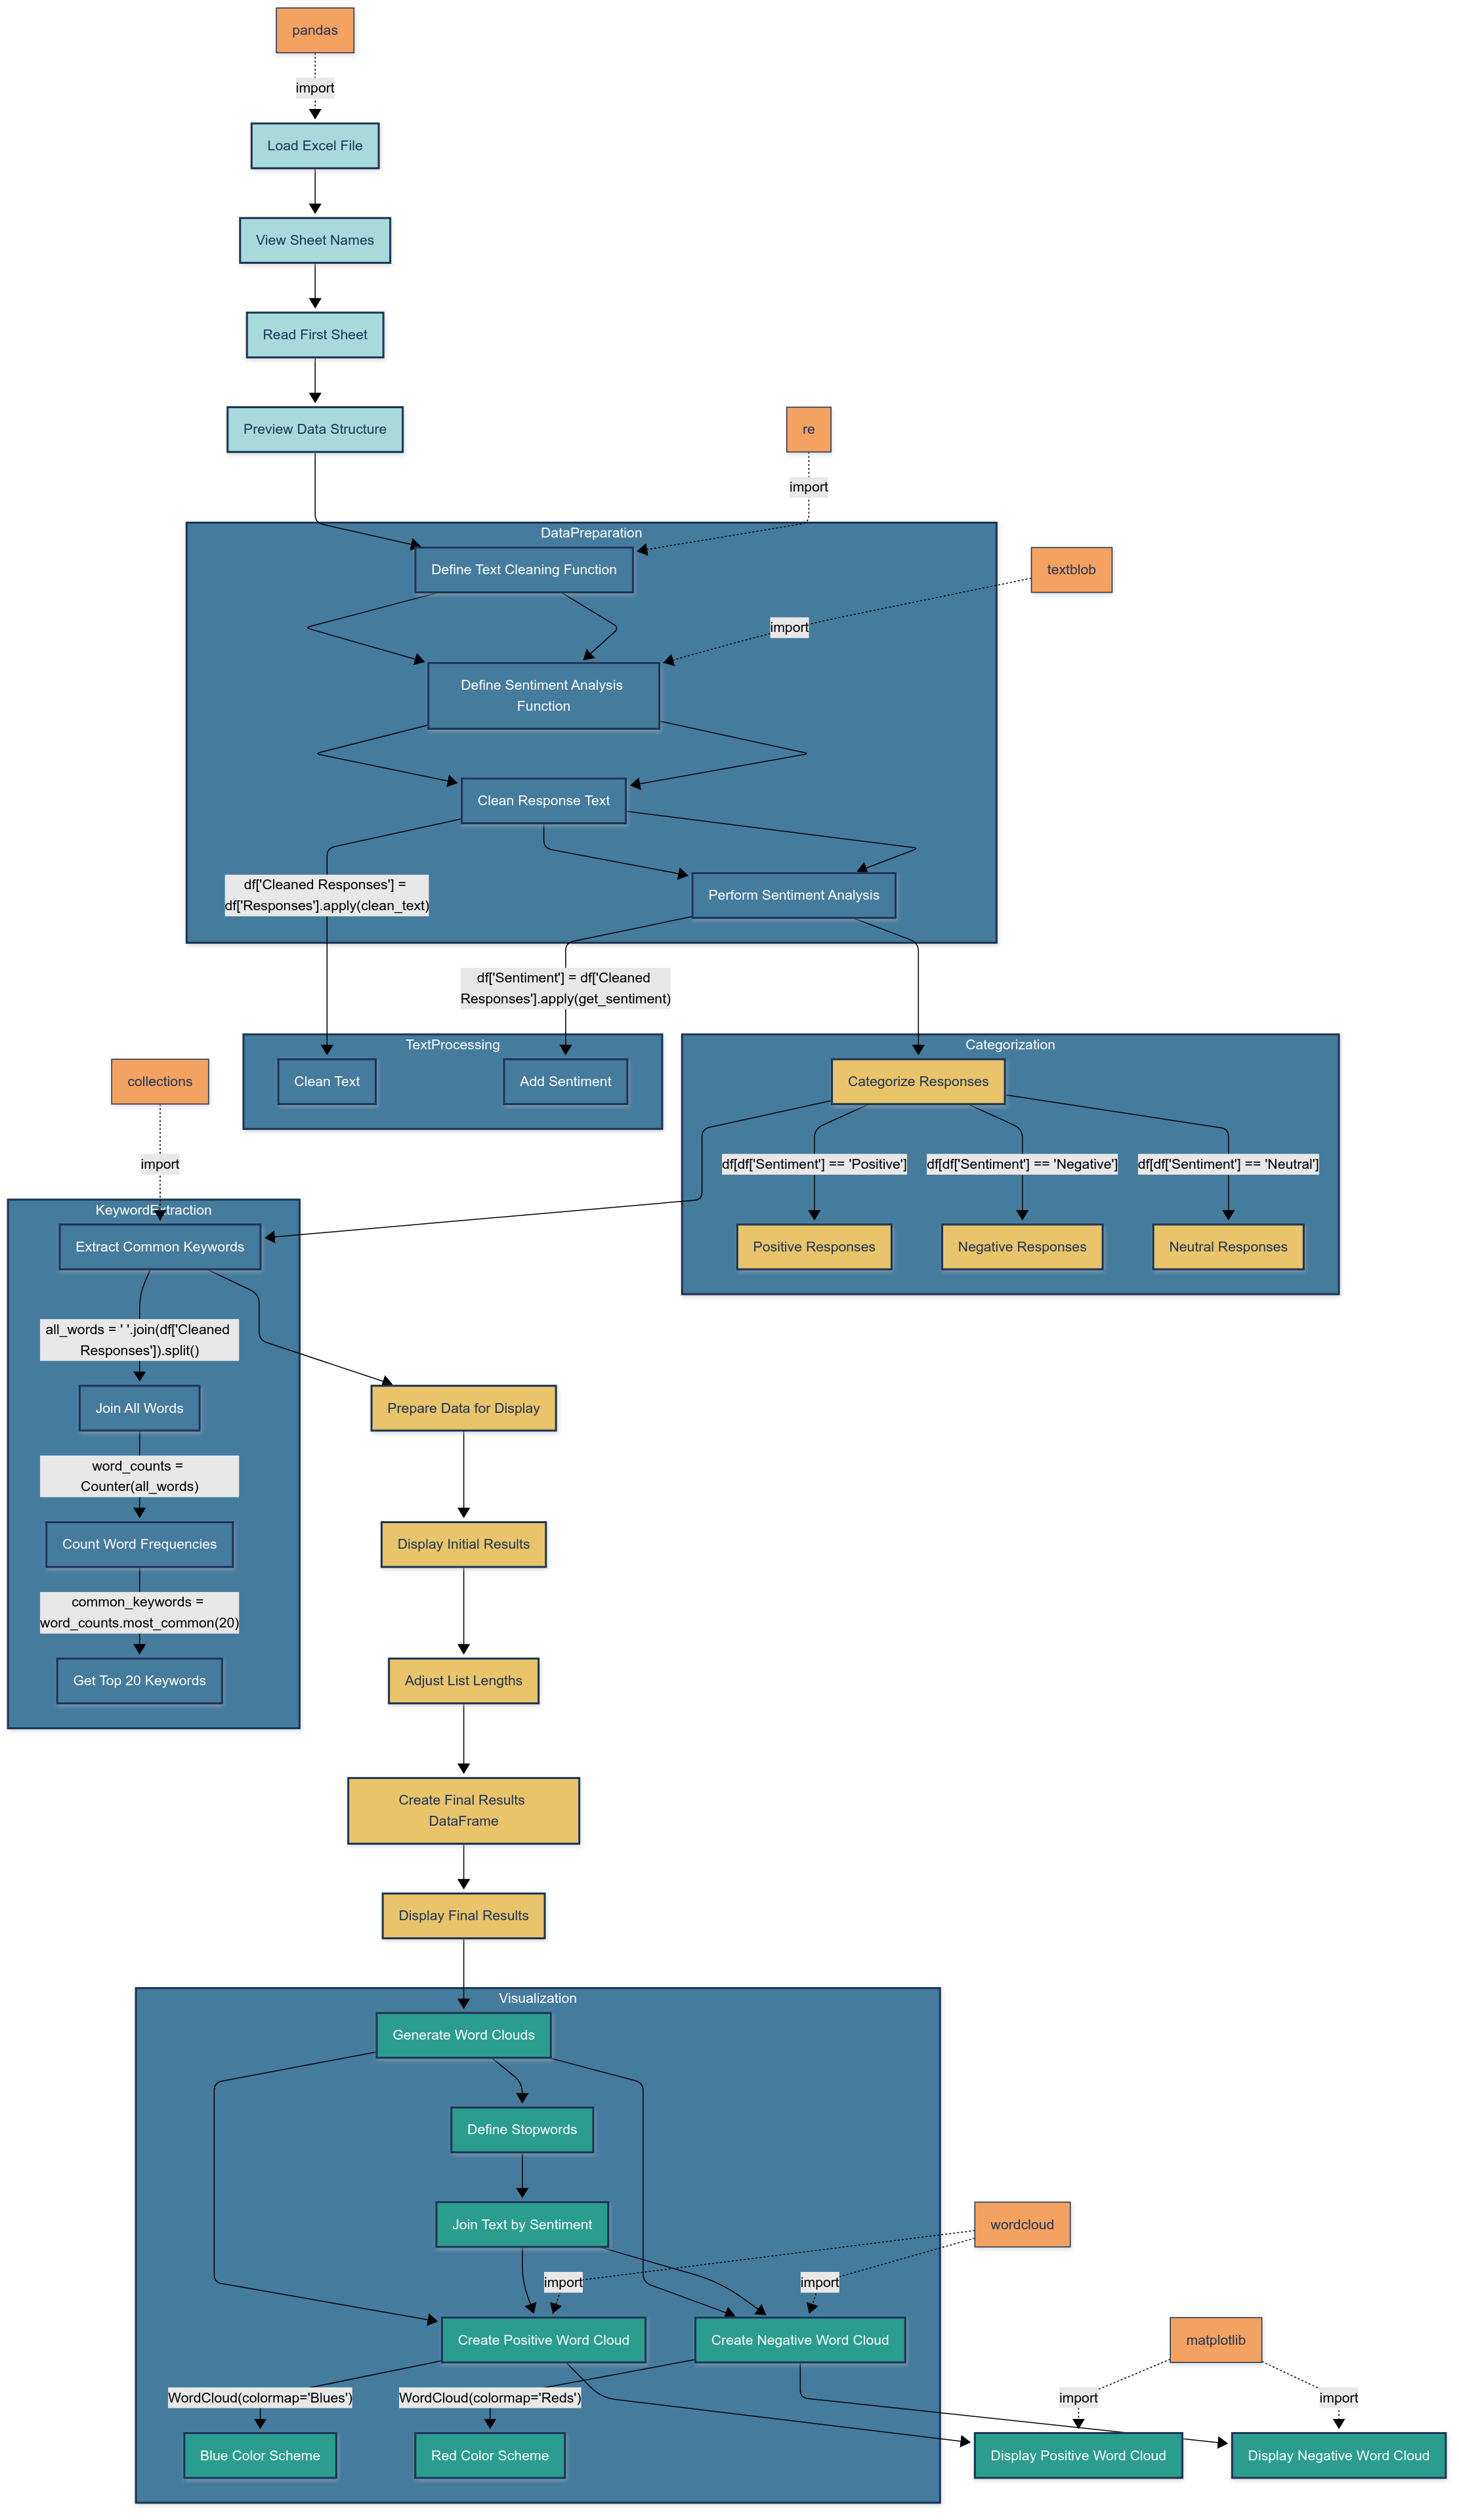 pandas
import
Load Excel File
View Sheet Names
Read First Sheet
Preview Data Structure
re
import
DataPreparation
Define Text Cleaning Function
textblob
import
Define Sentiment Analysis
Function
Clean Response Text
df['Cleaned Responses'] =
df['Responses'].apply(clean_text)
Perform Sentiment Analysis
df['Sentiment'] = df['Cleaned
Responses'].apply(get_sentiment)
TextProcessing
Clean Text
Add Sentiment
Categorization
Categorize Responses
df[df['Sentiment'] == 'Positive']
df[df['Sentiment'] == 'Negative']
df[df['Sentiment'] == 'Neutral']
Positive Responses
Negative Responses
Neutral Responses
collections
import
KeywordExtraction
Extract Common Keywords
all_words = ' '.join(df['Cleaned
Responses']).split()
Join All Words
word_counts =
Counter(all_words)
Count Word Frequencies
common_keywords =
word_counts.most_common(20)
Get Top 20 Keywords
Prepare Data for Display
Display Initial Results
Adjust List Lengths
Create Final Results
DataFrame
Display Final Results
Visualization
Generate Word Clouds
Define Stopwords
Join Text by Sentiment
wordcloud
import
import
Create Positive Word Cloud
Create Negative Word Cloud
matplotlib
WordCloud(colormap='Blues')
WordCloud(colormap='Reds')
import
import
Blue Color Scheme
Red Color Scheme
Display Positive Word Cloud
Display Negative Word Cloud